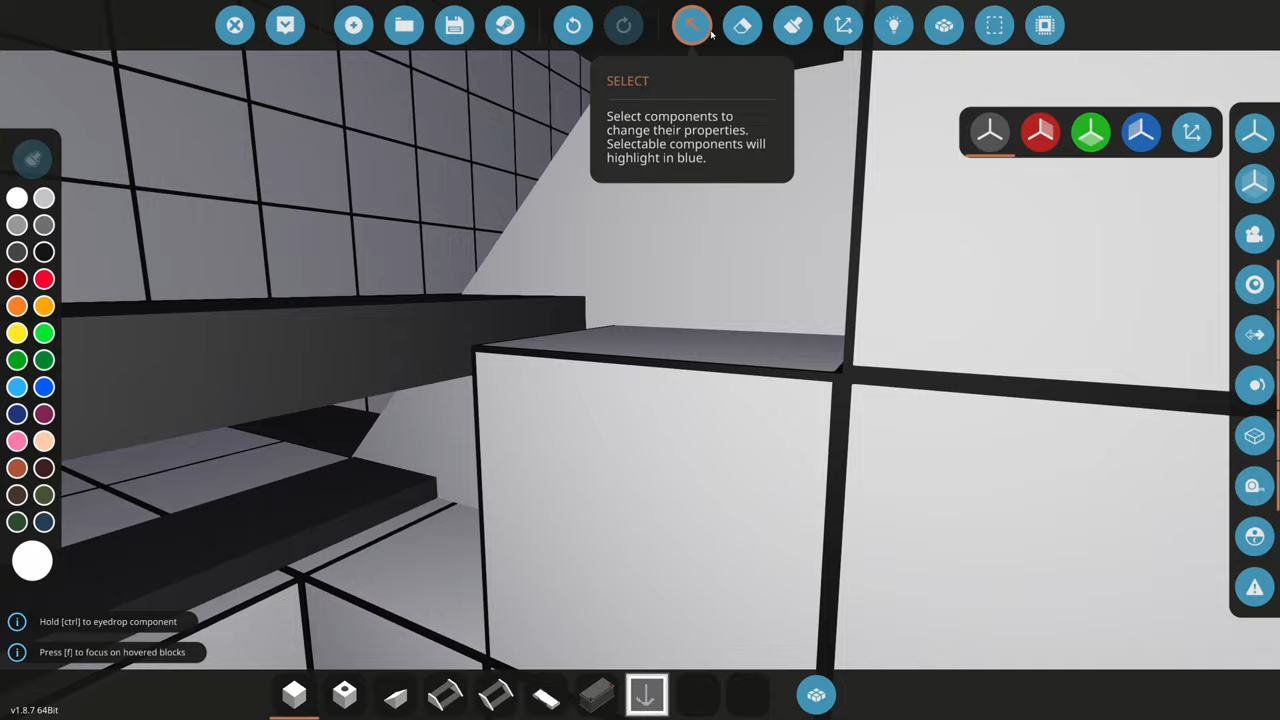 SELECT
Select components to
change their properties.
Selectable components will
highlight in blue.
Hold [ctrl] to eyedrop component
Press [f] to focus on hovered blocks
v1.8.7 64Bit